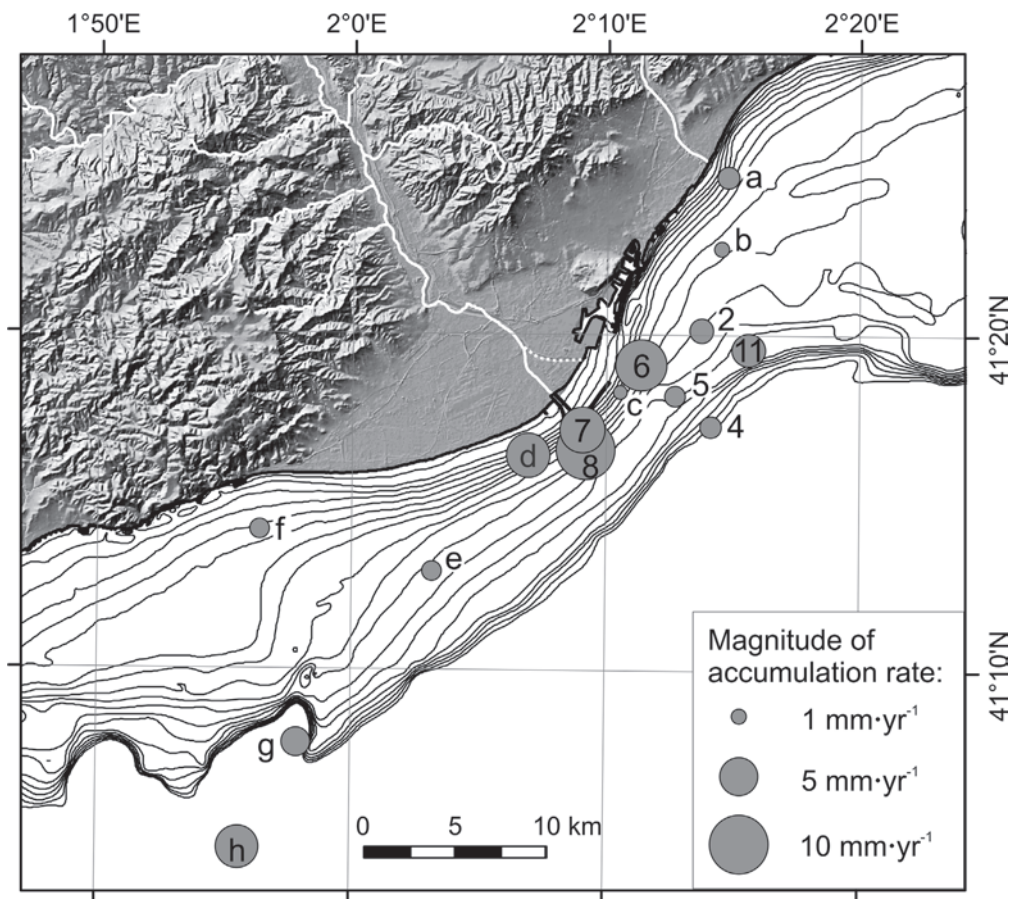 1°50'E
2°0'E
2°10'E
2°20'E
a
b
2
41°20'N
6
11
c
5
4
7
d
8
f
e
41°10'N
g
h
0 5 10 km
Magnitude of
accumulation rate:
1 mm·yr⁻¹
5 mm·yr⁻¹
10 mm·yr⁻¹